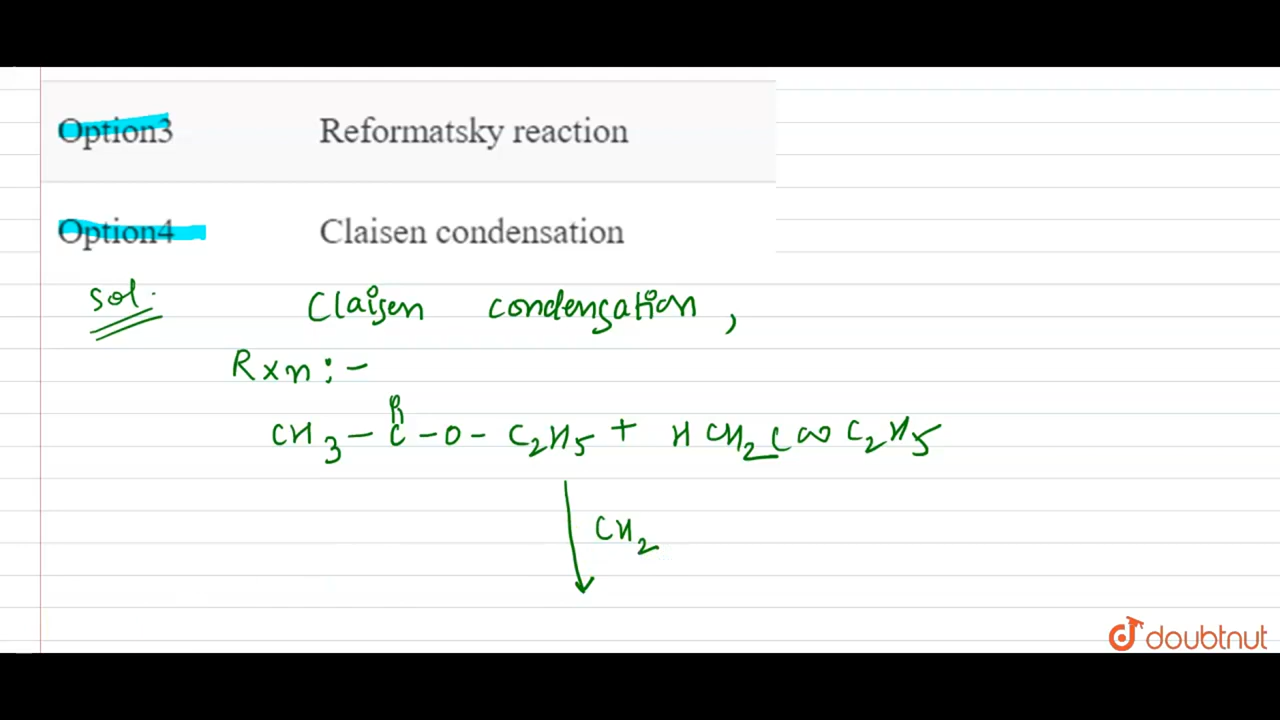 Option3 Reformatsky reaction
Option4 Claisen condensation
Sol. Claisen condensation,
Rxn :-
CH3 - C - O - C2H5 + H CH2 COO C2H5
CH2
doubtnut